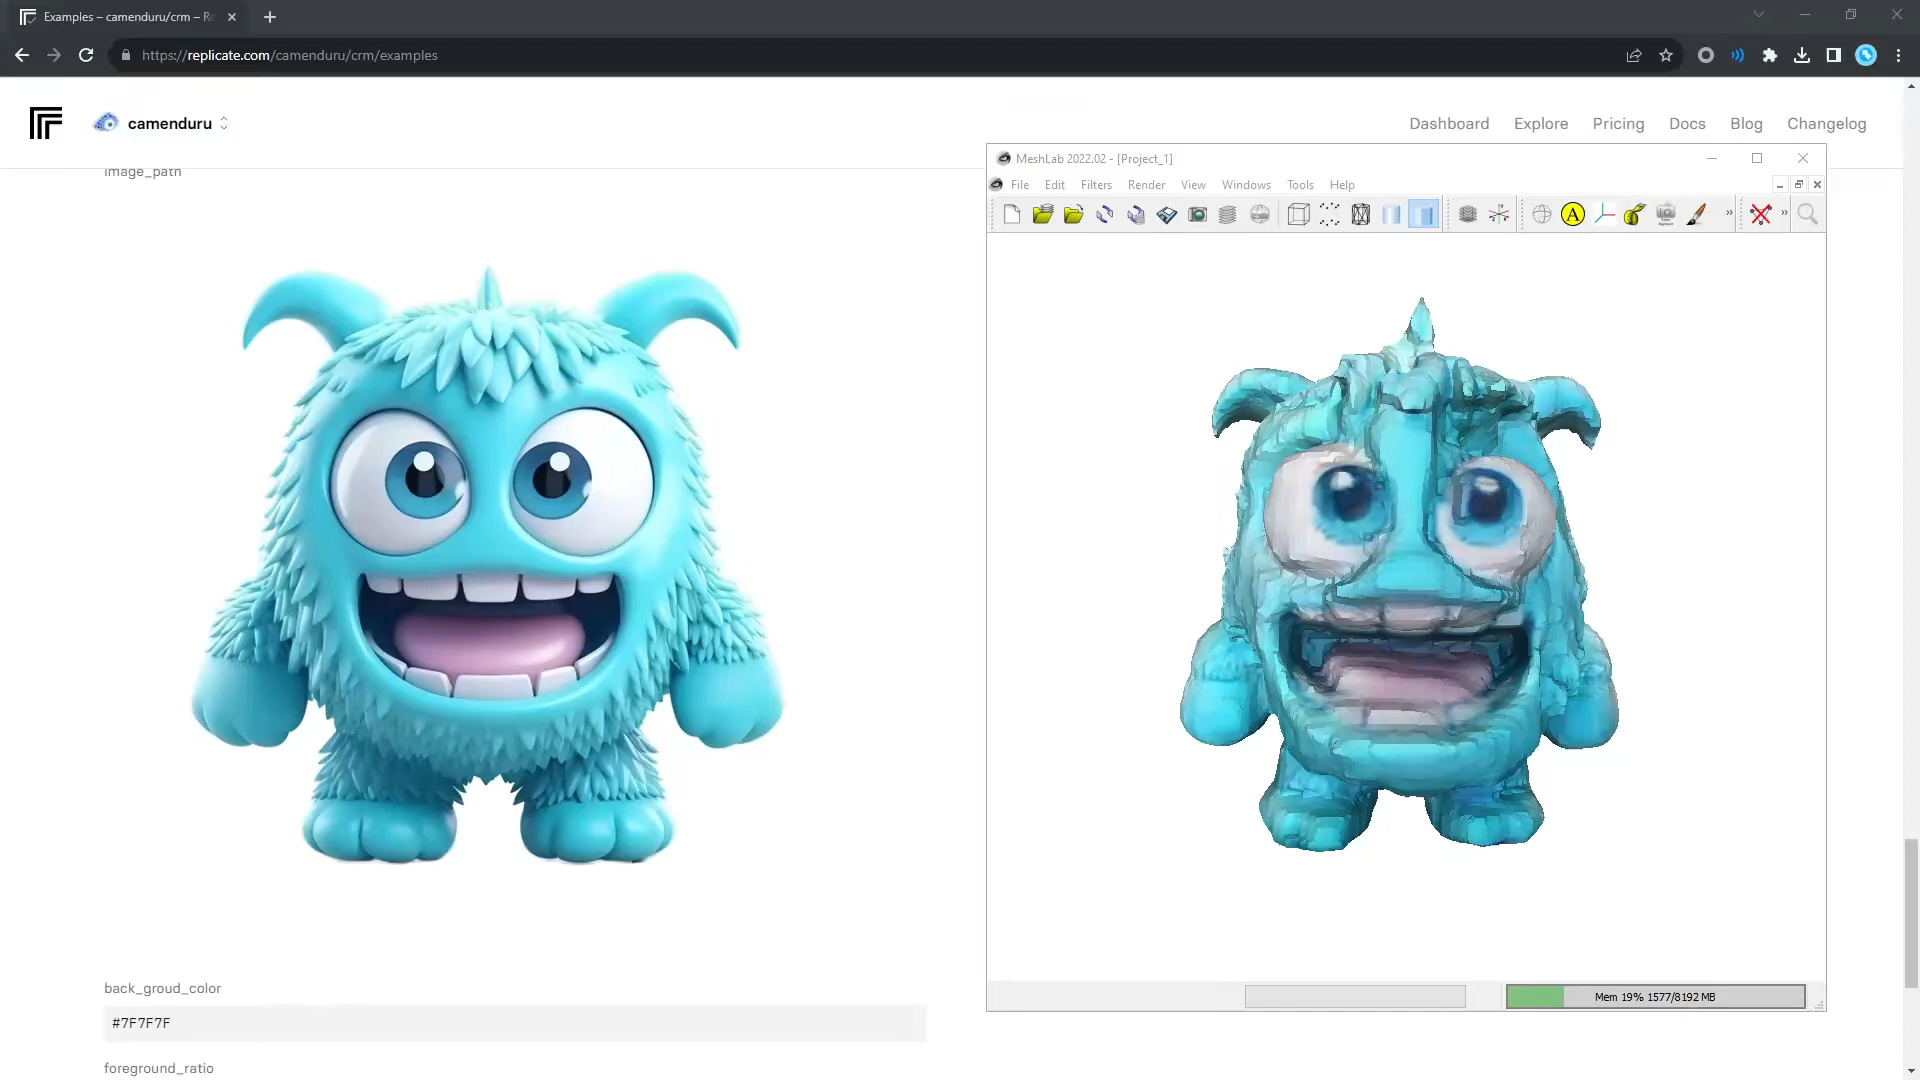 Examples – camenduru/crm – Re
https://replicate.com/camenduru/crm/examples
camenduru
Dashboard
Explore
Pricing
Docs
Blog
Changelog
image_path
MeshLab 2022.02 - [Project_1]
File
Edit
Filters
Render
View
Windows
Tools
Help
A
»
»
Mem 19% 1577/8192 MB
back_groud_color
#7F7F7F
foreground_ratio